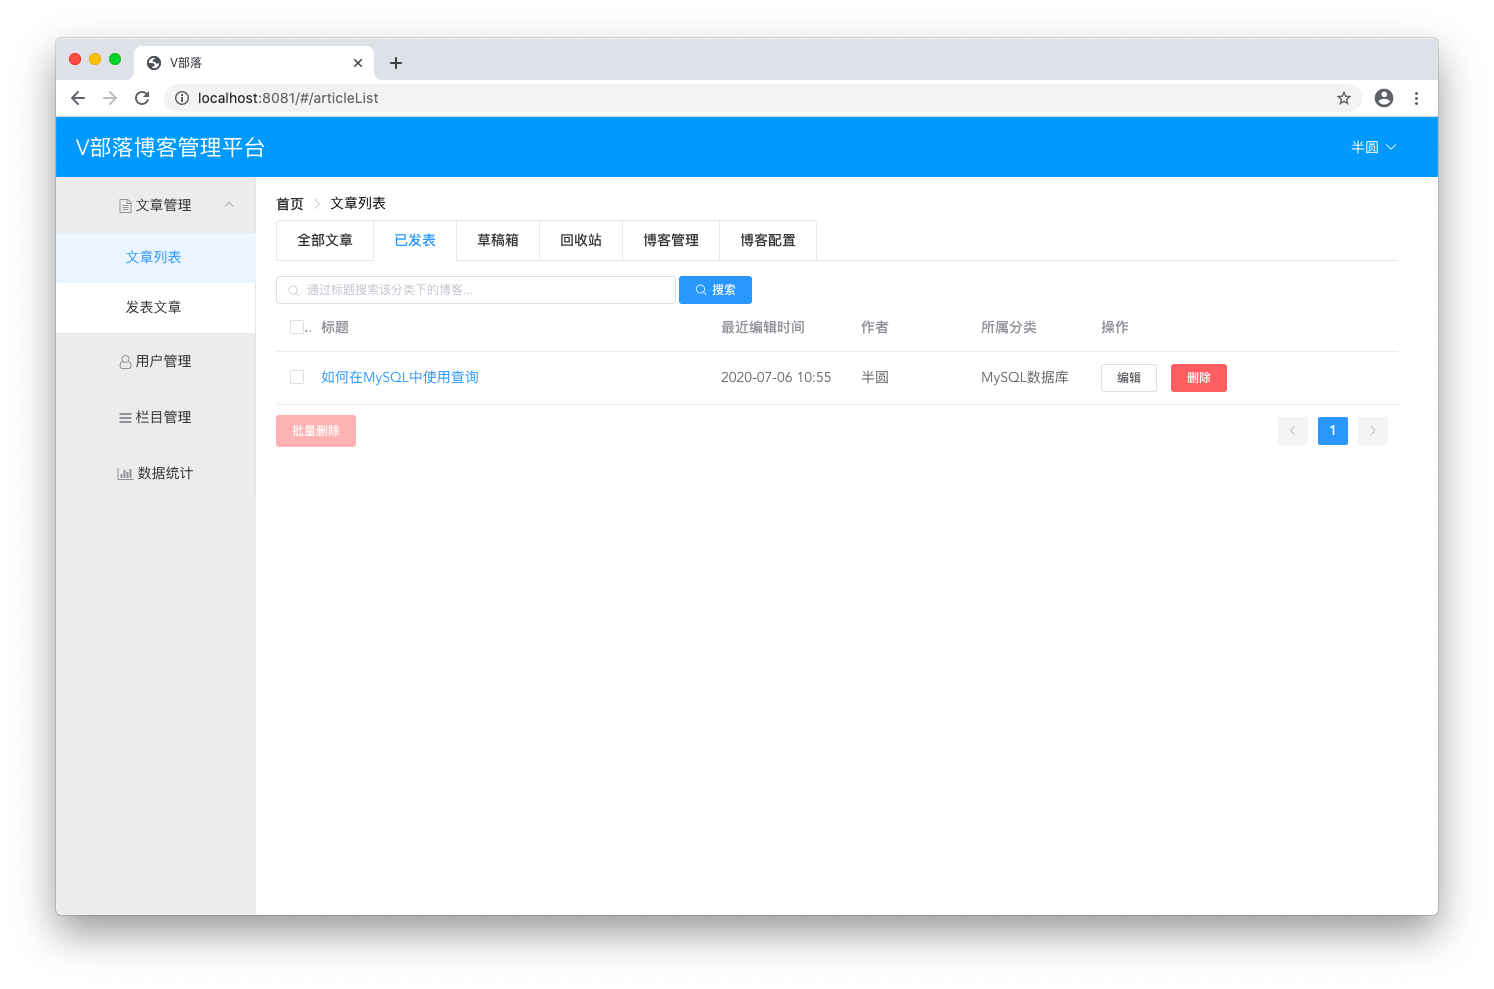 V部落
localhost:8081/#/articleList
V部落博客管理平台
半圆
文章管理
文章列表
发表文章
用户管理
栏目管理
数据统计
首页 文章列表
全部文章 已发表 草稿箱 回收站 博客管理 博客配置
通过标题搜索该分类下的博客... 搜索
.. 标题 最近编辑时间 作者 所属分类 操作
如何在MySQL中使用查询 2020-07-06 10:55 半圆 MySQL数据库 编辑 删除
批量删除 1